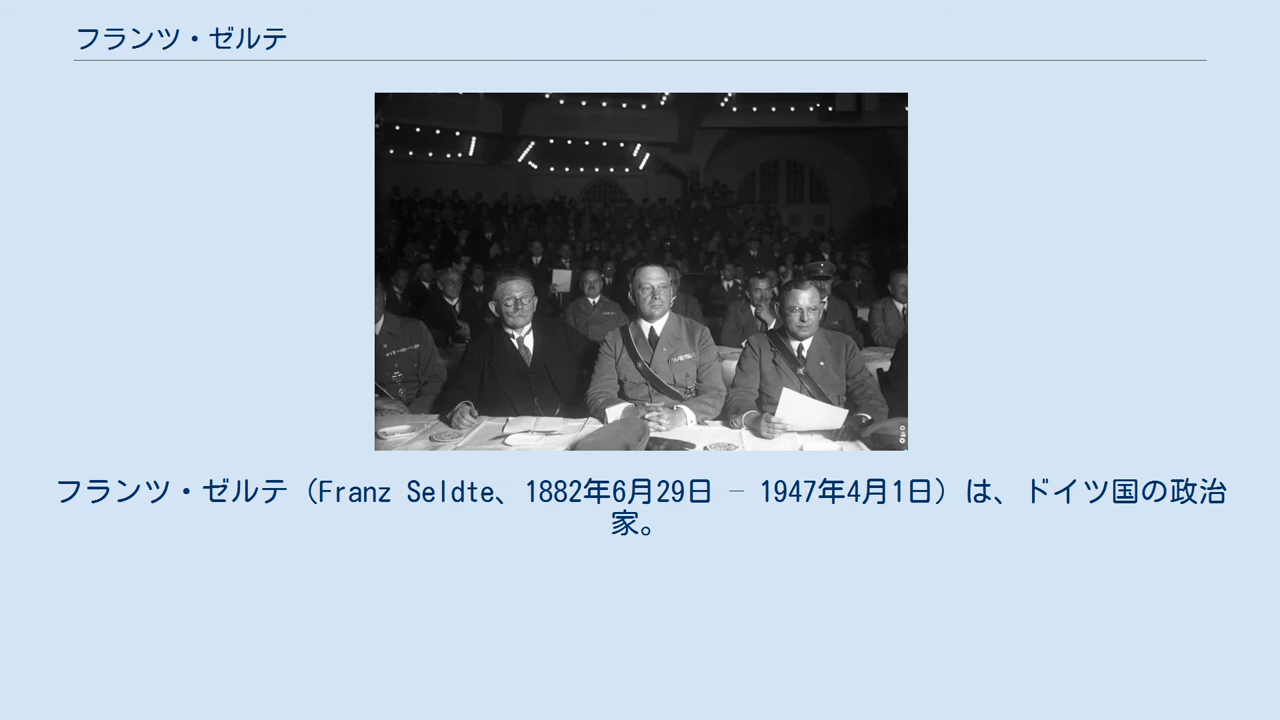 フランツ・ゼルテ
フランツ・ゼルテ（Franz Seldte、1882年6月29日 – 1947年4月1日）は、ドイツ国の政治
家。